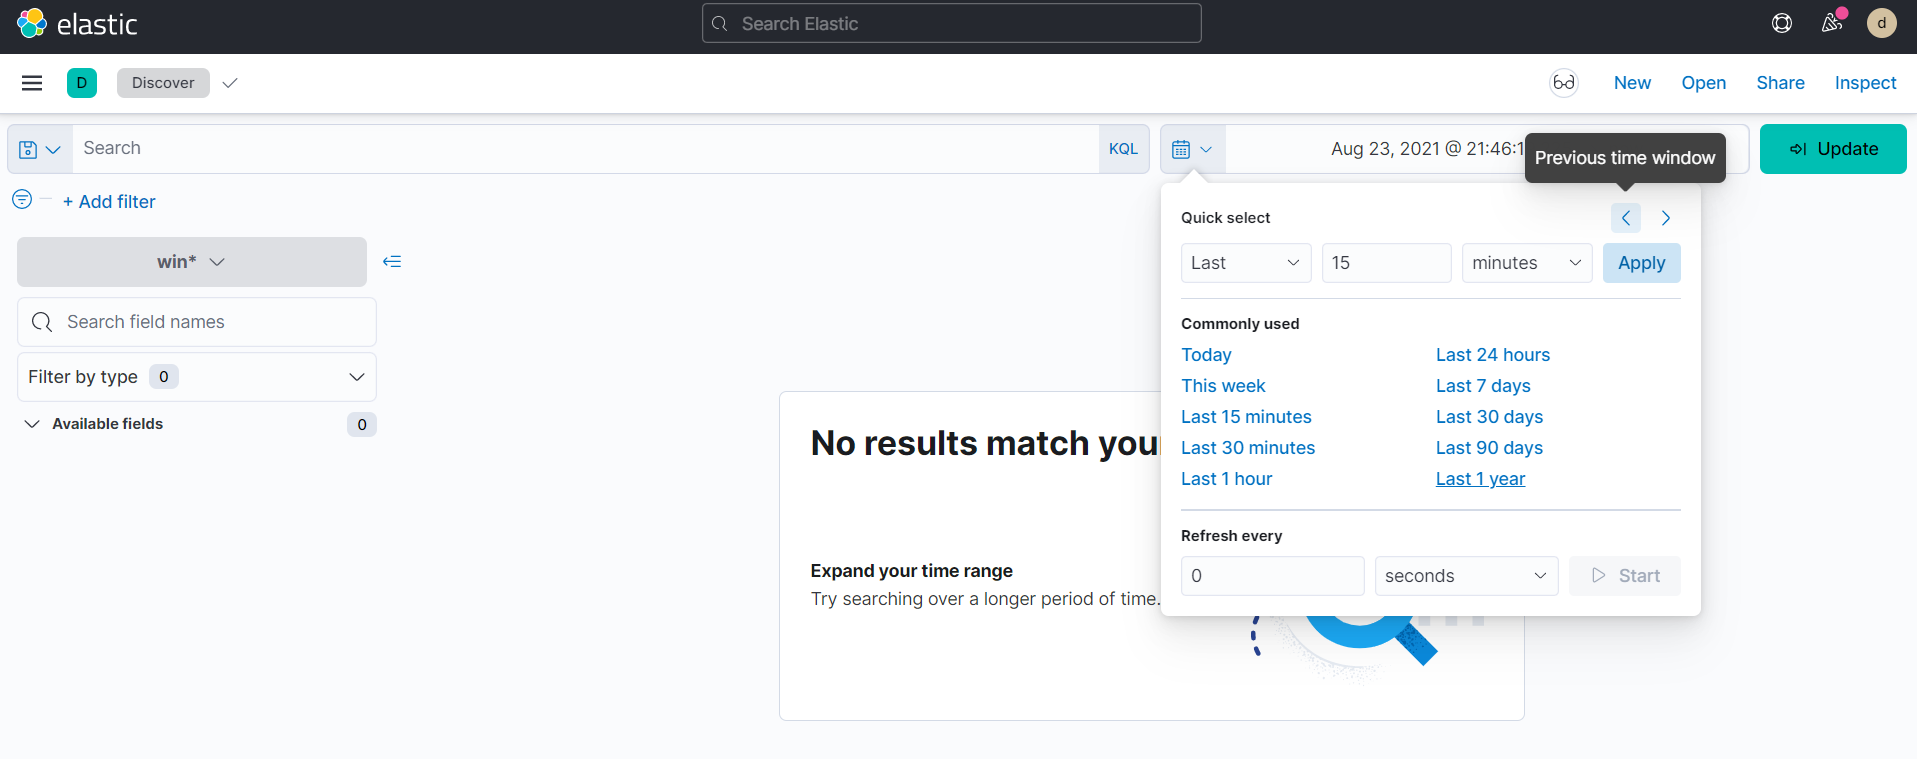 elastic
Search Elastic
d
D
Discover
New
Open
Share
Inspect
Search
KQL
Aug 23, 2021 @ 21:46:1
Previous time window
Update
+ Add filter
Quick select
win*
Last
15
minutes
Apply
Search field names
Commonly used
Today
Last 24 hours
Filter by type 0
This week
Last 7 days
Available fields
0
Last 15 minutes
Last 30 days
No results match you
Last 30 minutes
Last 90 days
Last 1 hour
Last 1 year
Refresh every
Expand your time range
0
seconds
Start
Try searching over a longer period of time.